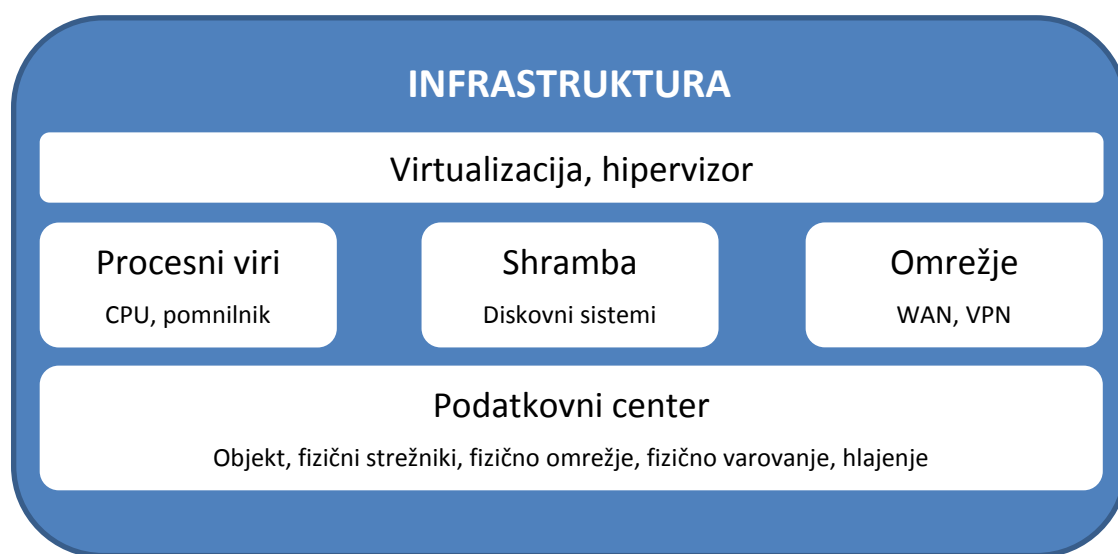 INFRASTRUKTURA
Virtualizacija, hipervizor
Procesni viri
CPU, pomnilnik
Shramba
Diskovni sistemi
Omrežje
WAN, VPN
Podatkovni center
Objekt, fizični strežniki, fizično omrežje, fizično varovanje, hlajenje